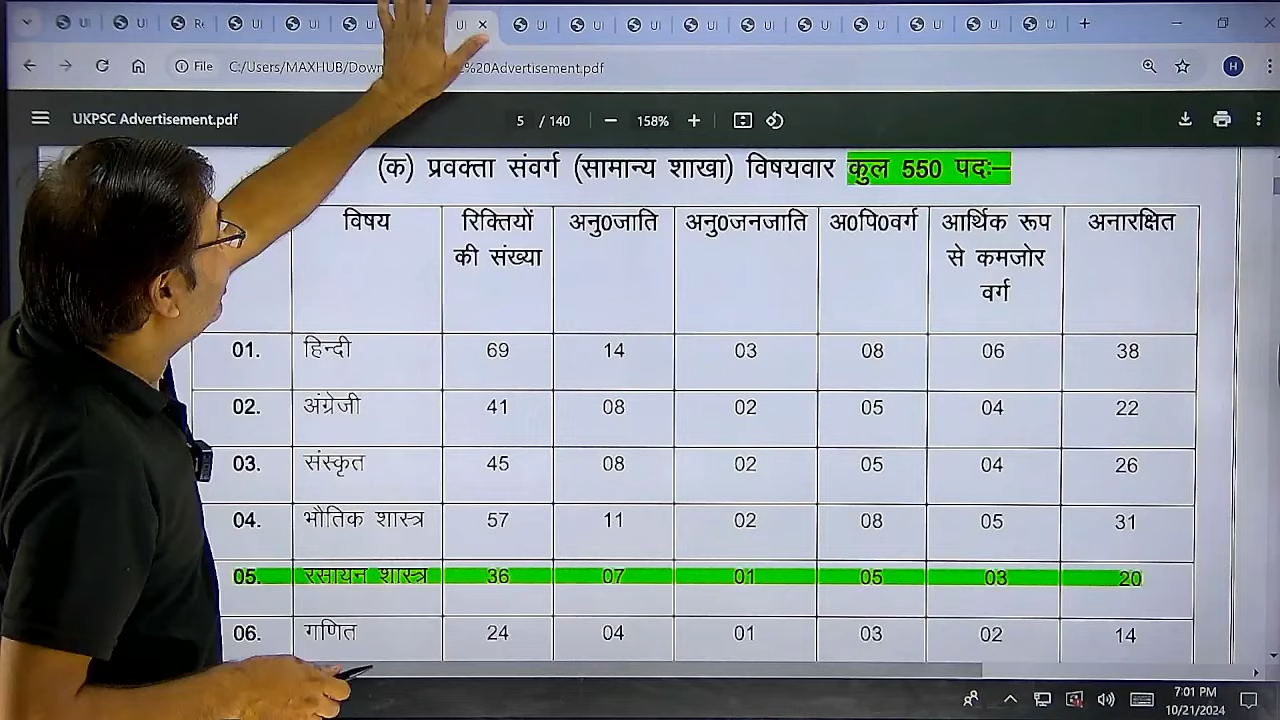 File C:/Users/MAXHUB/Down %20Advertisement.pdf
H
UKPSC Advertisement.pdf 5 / 140 158%
(क) प्रवक्ता संवर्ग (सामान्य शाखा) विषयवार कुल 550 पदः–
विषय रिक्तियों की संख्या अनु0जाति अनु0जनजाति अ0पि0वर्ग आर्थिक रूप से कमजोर वर्ग अनारक्षित
01. हिन्दी 69 14 03 08 06 38
02. अंग्रेजी 41 08 02 05 04 22
03. संस्कृत 45 08 02 05 04 26
04. भौतिक शास्त्र 57 11 02 08 05 31
05. रसायन शास्त्र 36 07 01 05 03 20
06. गणित 24 04 01 03 02 14
7:01 PM
10/21/2024